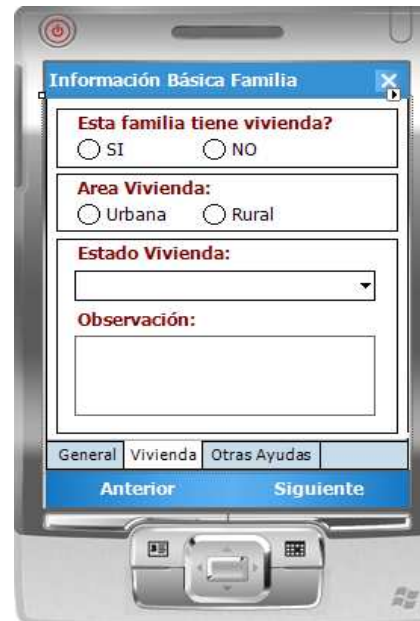 Información Básica Familia
Esta familia tiene vivienda?
SI NO
Area Vivienda:
Urbana Rural
Estado Vivienda:
Observación:
General Vivienda Otras Ayudas
Anterior Siguiente